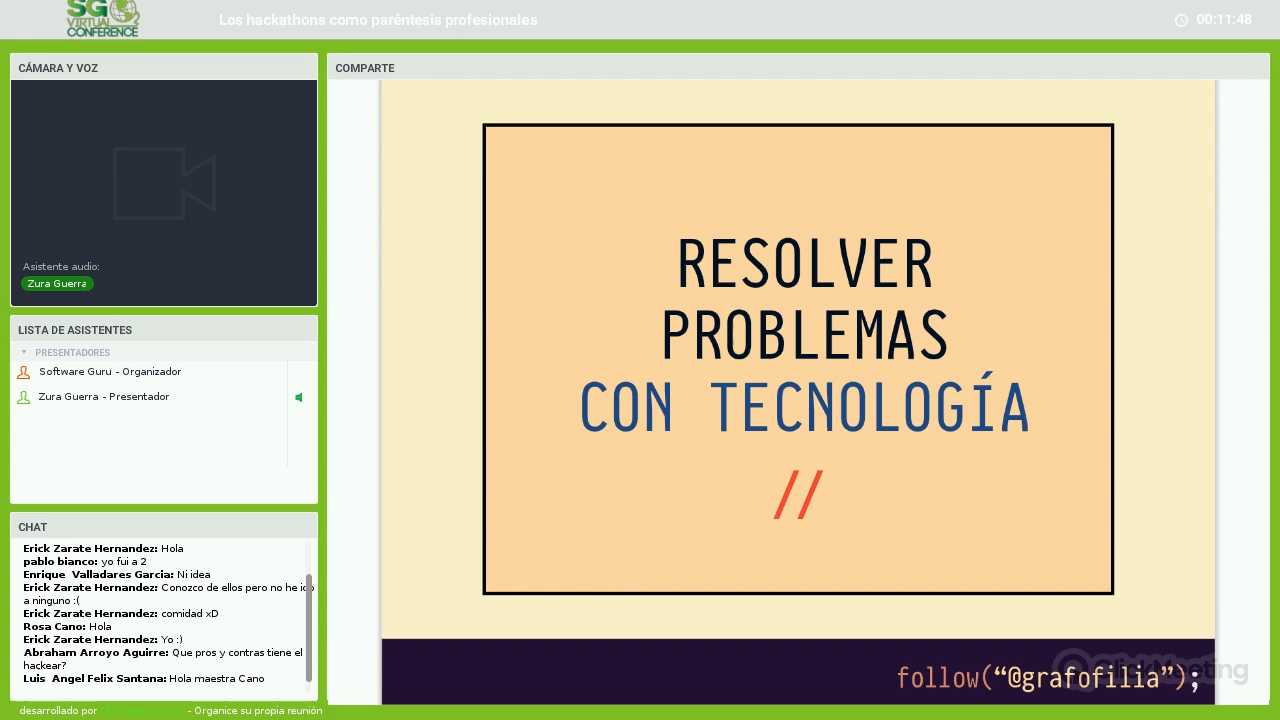 SG
VIRTUAL
CONFERENCE
Los hackathons como paréntesis profesionales
00:11:48
CÁMARA Y VOZ
Asistente audio:
Zura Guerra
LISTA DE ASISTENTES
PRESENTADORES
Software Guru - Organizador
Zura Guerra - Presentador
CHAT
Erick Zarate Hernandez: Hola
pablo bianco: yo fui a 2
Enrique Valladares Garcia: Ni idea
Erick Zarate Hernandez: Conozco de ellos pero no he ido
a ninguno :(
Erick Zarate Hernandez: comidad xD
Rosa Cano: Hola
Erick Zarate Hernandez: Yo :)
Abraham Arroyo Aguirre: Que pros y contras tiene el
hackear?
Luis Angel Felix Santana: Hola maestra Cano
desarrollado por - Organice su propia reunión
COMPARTE
RESOLVER
PROBLEMAS
CON TECNOLOGÍA
//
follow(“@grafofilia”);
ClickMeeting